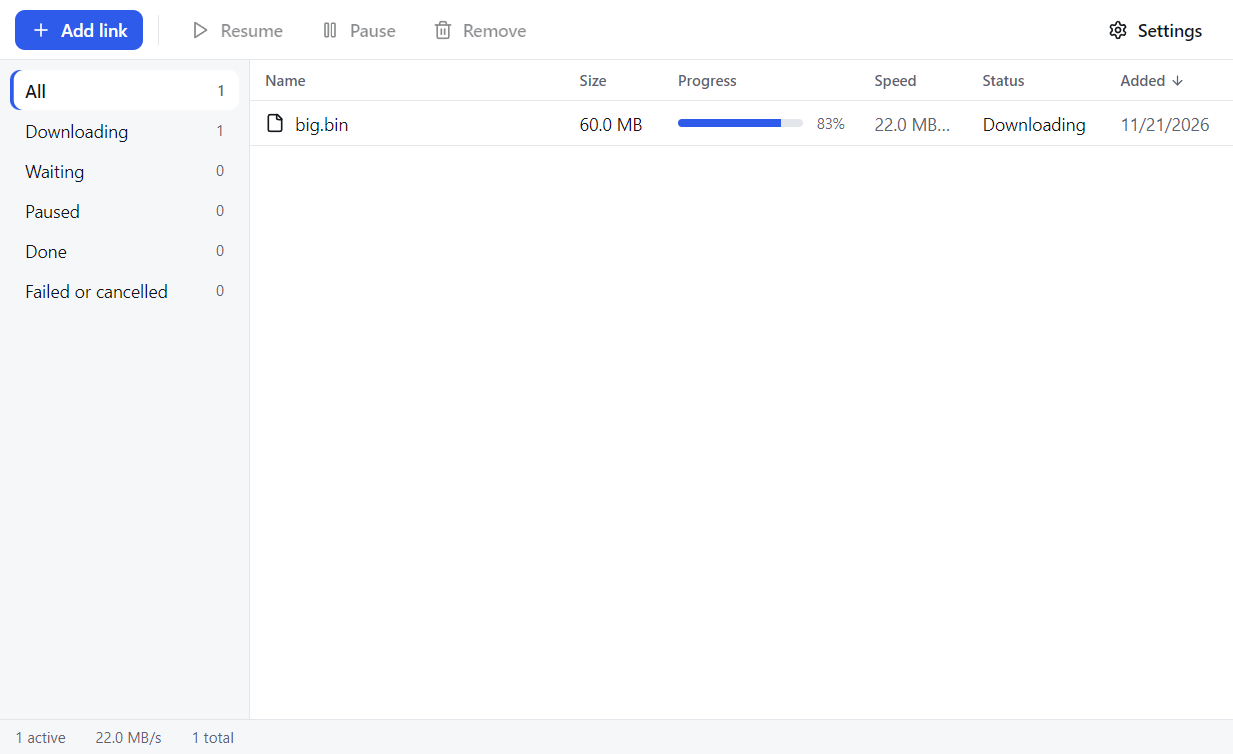 Add link Resume Pause Remove Settings
All 1
Downloading 1
Waiting 0
Paused 0
Done 0
Failed or cancelled 0
Name Size Progress Speed Status Added
big.bin 60.0 MB 83% 22.0 MB... Downloading 11/21/2026
1 active 22.0 MB/s 1 total